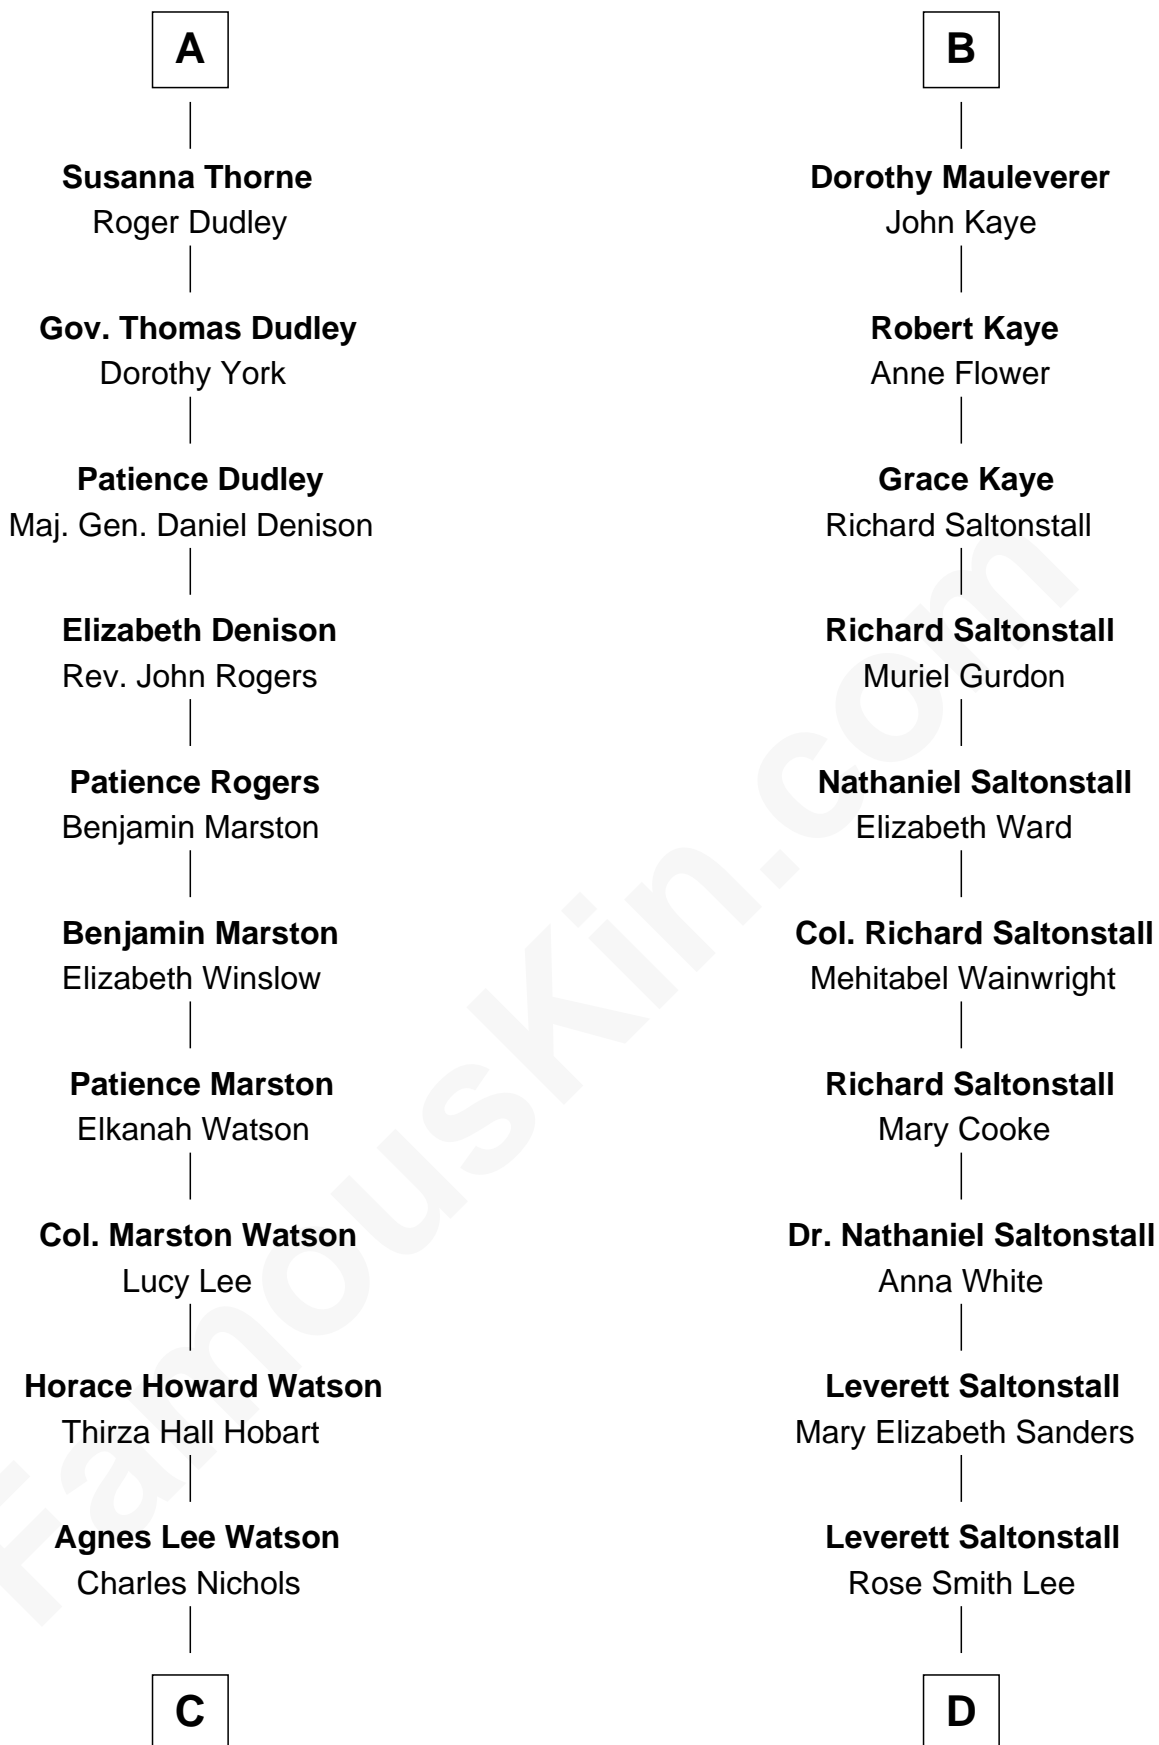 A
Susanna Thorne
Roger Dudley
Gov. Thomas Dudley
Dorothy York
Patience Dudley
Maj. Gen. Daniel Denison
Elizabeth Denison
Rev. John Rogers
Patience Rogers
Benjamin Marston
Benjamin Marston
Elizabeth Winslow
Patience Marston
Elkanah Watson
Col. Marston Watson
Lucy Lee
Horace Howard Watson
Thirza Hall Hobart
Agnes Lee Watson
Charles Nichols
C
B
Dorothy Mauleverer
John Kaye
Robert Kaye
Anne Flower
Grace Kaye
Richard Saltonstall
Richard Saltonstall
Muriel Gurdon
Nathaniel Saltonstall
Elizabeth Ward
Col. Richard Saltonstall
Mehitabel Wainwright
Richard Saltonstall
Mary Cooke
Dr. Nathaniel Saltonstall
Anna White
Leverett Saltonstall
Mary Elizabeth Sanders
Leverett Saltonstall
Rose Smith Lee
D
FamousKin.com